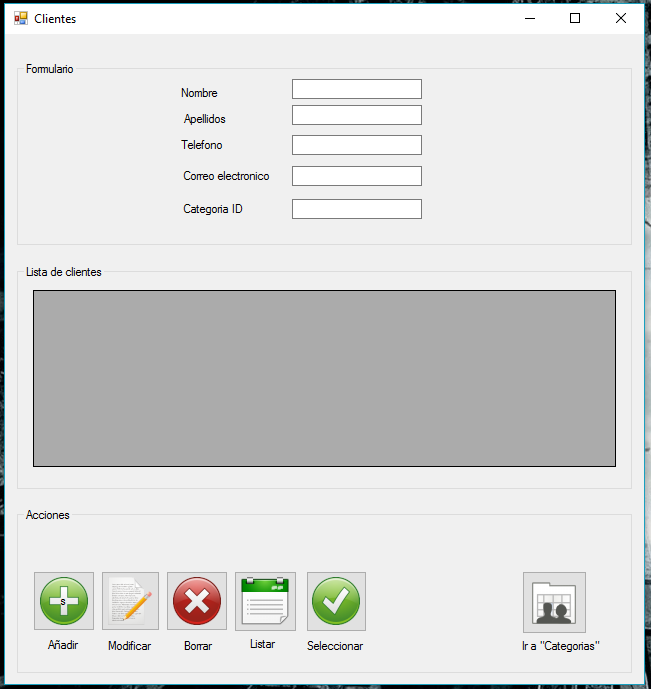 Clientes
Formulario
Nombre
Apellidos
Telefono
Correo electronico
Categoria ID
Lista de clientes
Acciones
s
Añadir
Modificar
Borrar
Listar
Seleccionar
Ir a "Categorias"